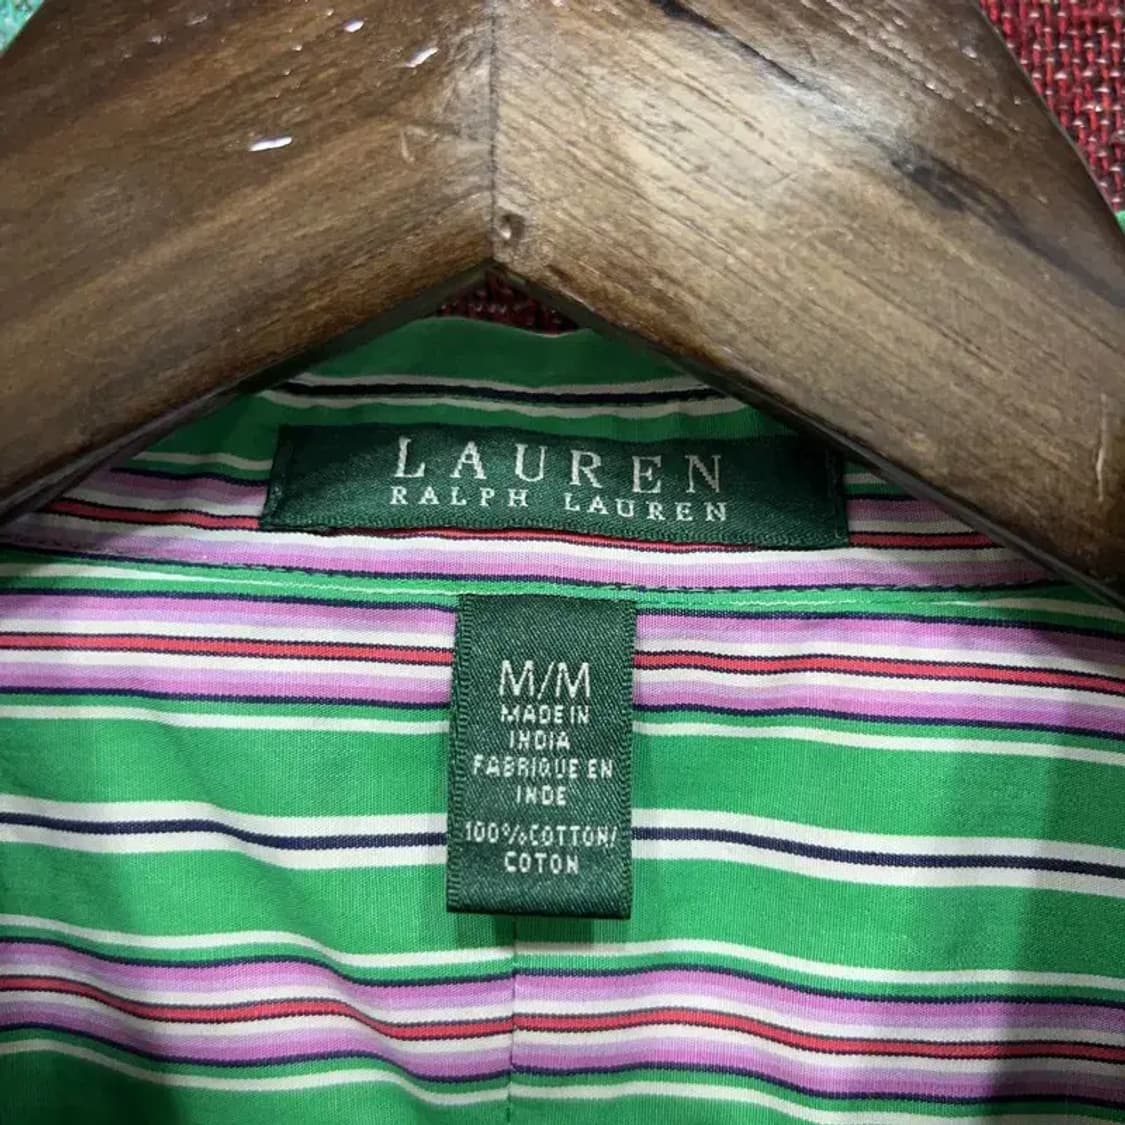 LAUREN
RALPH LAUREN
M/M
MADE IN
INDIA
FABRIQUE EN
INDE
100%COTTON/
COTON